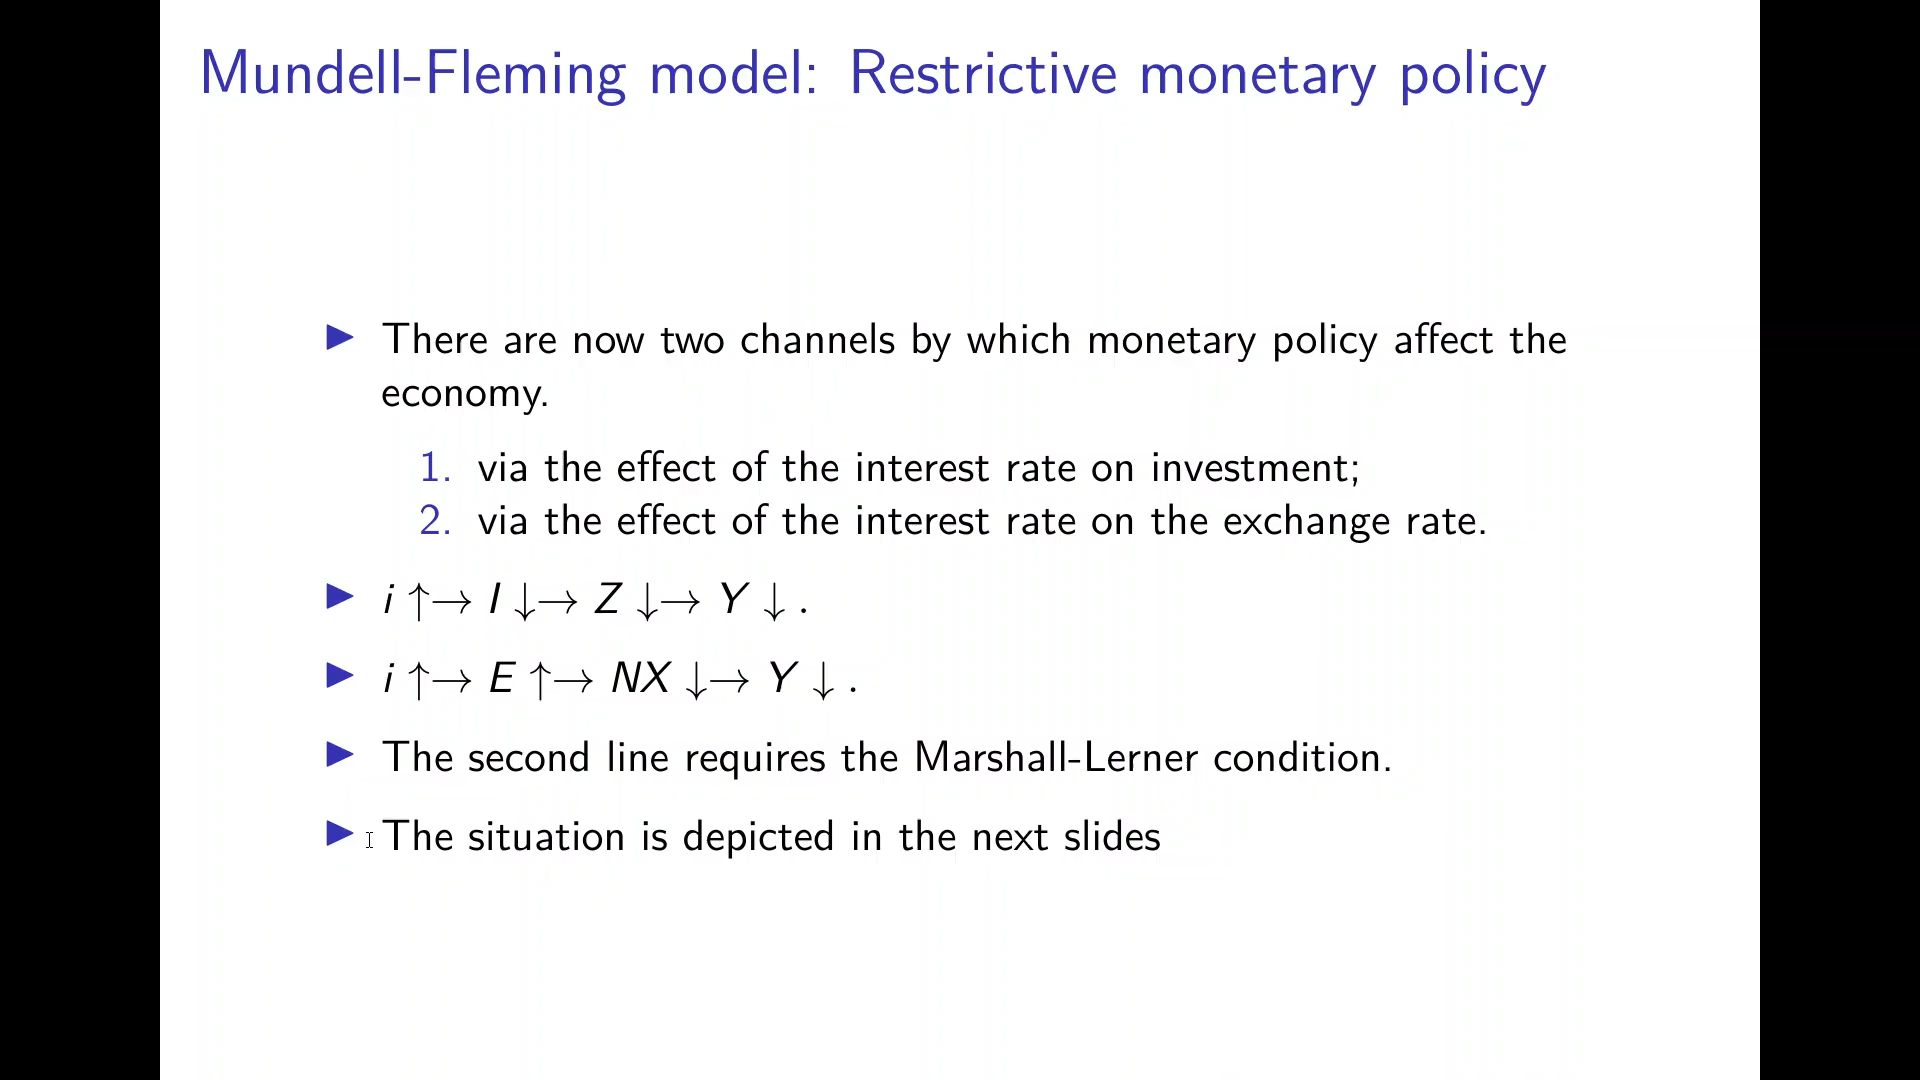 Mundell-Fleming model: Restrictive monetary policy
▶ There are now two channels by which monetary policy affect the
economy.
1. via the effect of the interest rate on investment;
2. via the effect of the interest rate on the exchange rate.
▶ i ↑→ I ↓→ Z ↓→ Y ↓ .
▶ i ↑→ E ↑→ NX ↓→ Y ↓ .
▶ The second line requires the Marshall-Lerner condition.
▶ The situation is depicted in the next slides